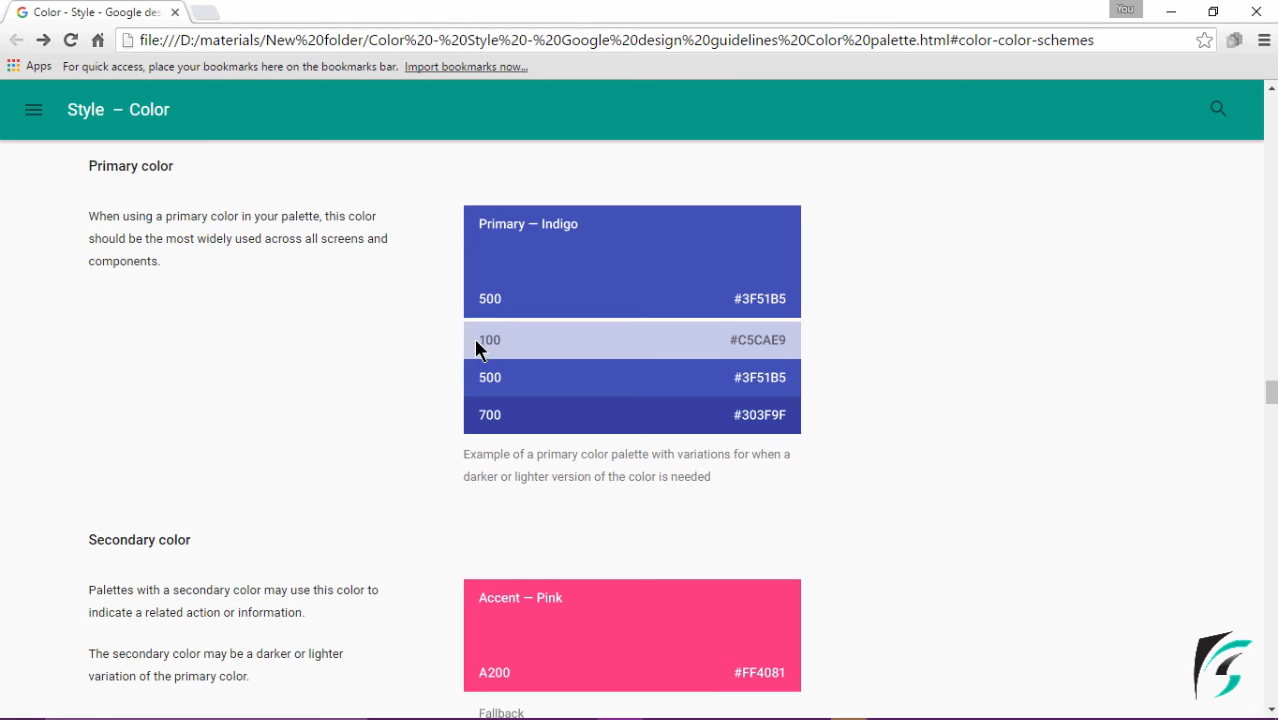 Color - Style - Google des
You
file:///D:/materials/New%20folder/Color%20-%20Style%20-%20Google%20design%20guidelines%20Color%20palette.html#color-color-schemes
Apps For quick access, place your bookmarks here on the bookmarks bar. Import bookmarks now...
Style – Color
Primary color
When using a primary color in your palette, this color
should be the most widely used across all screens and
components.
Primary — Indigo
500 #3F51B5
100 #C5CAE9
500 #3F51B5
700 #303F9F
Example of a primary color palette with variations for when a
darker or lighter version of the color is needed
Secondary color
Palettes with a secondary color may use this color to
indicate a related action or information.
The secondary color may be a darker or lighter
variation of the primary color.
Accent — Pink
A200 #FF4081
Fallback